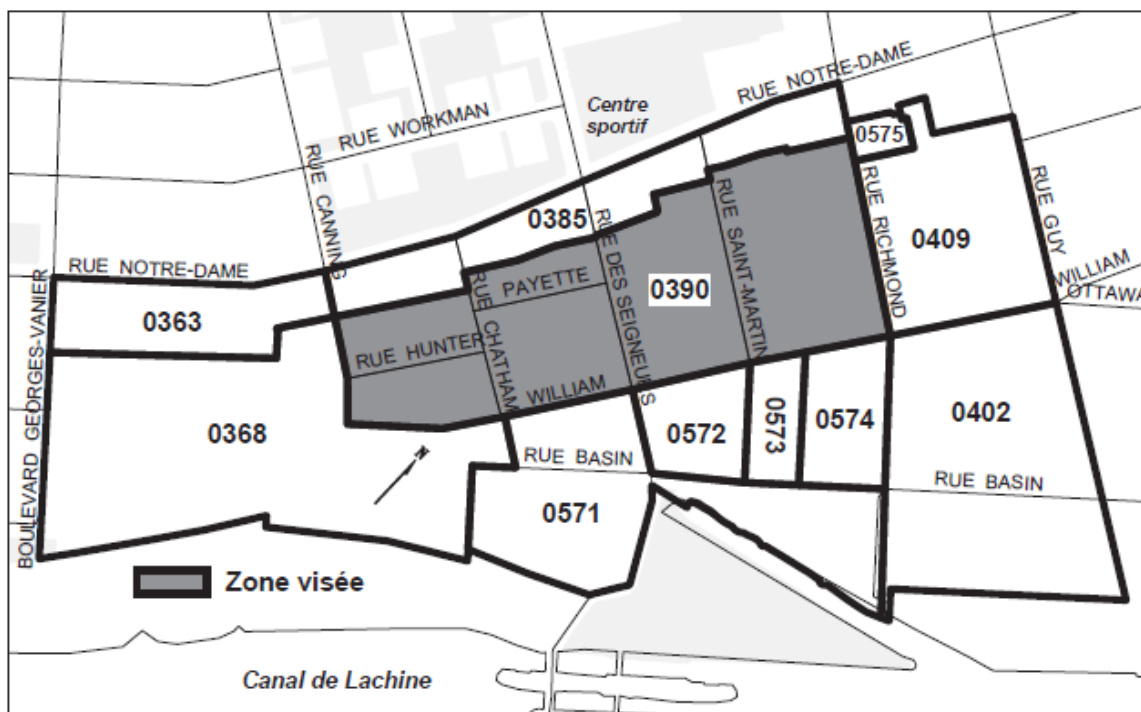 RUE NOTRE-DAME
Centre
sportif
RUE WORKMAN
0575
RUE CANNING
0385
RUE DES SEIGNEURS
RUE SAINT-MARTIN
RUE RICHMOND
0409
RUE GUY
WILLIAM
OTTAWA
RUE NOTRE-DAME
PAYETTE
0390
0363
RUE HUNTER
RUE CHATHAM
WILLIAM
BOULEVARD GEORGES-VANIER
0368
0572
0573
0574
0402
N
RUE BASIN
RUE BASIN
0571
Zone visée
Canal de Lachine